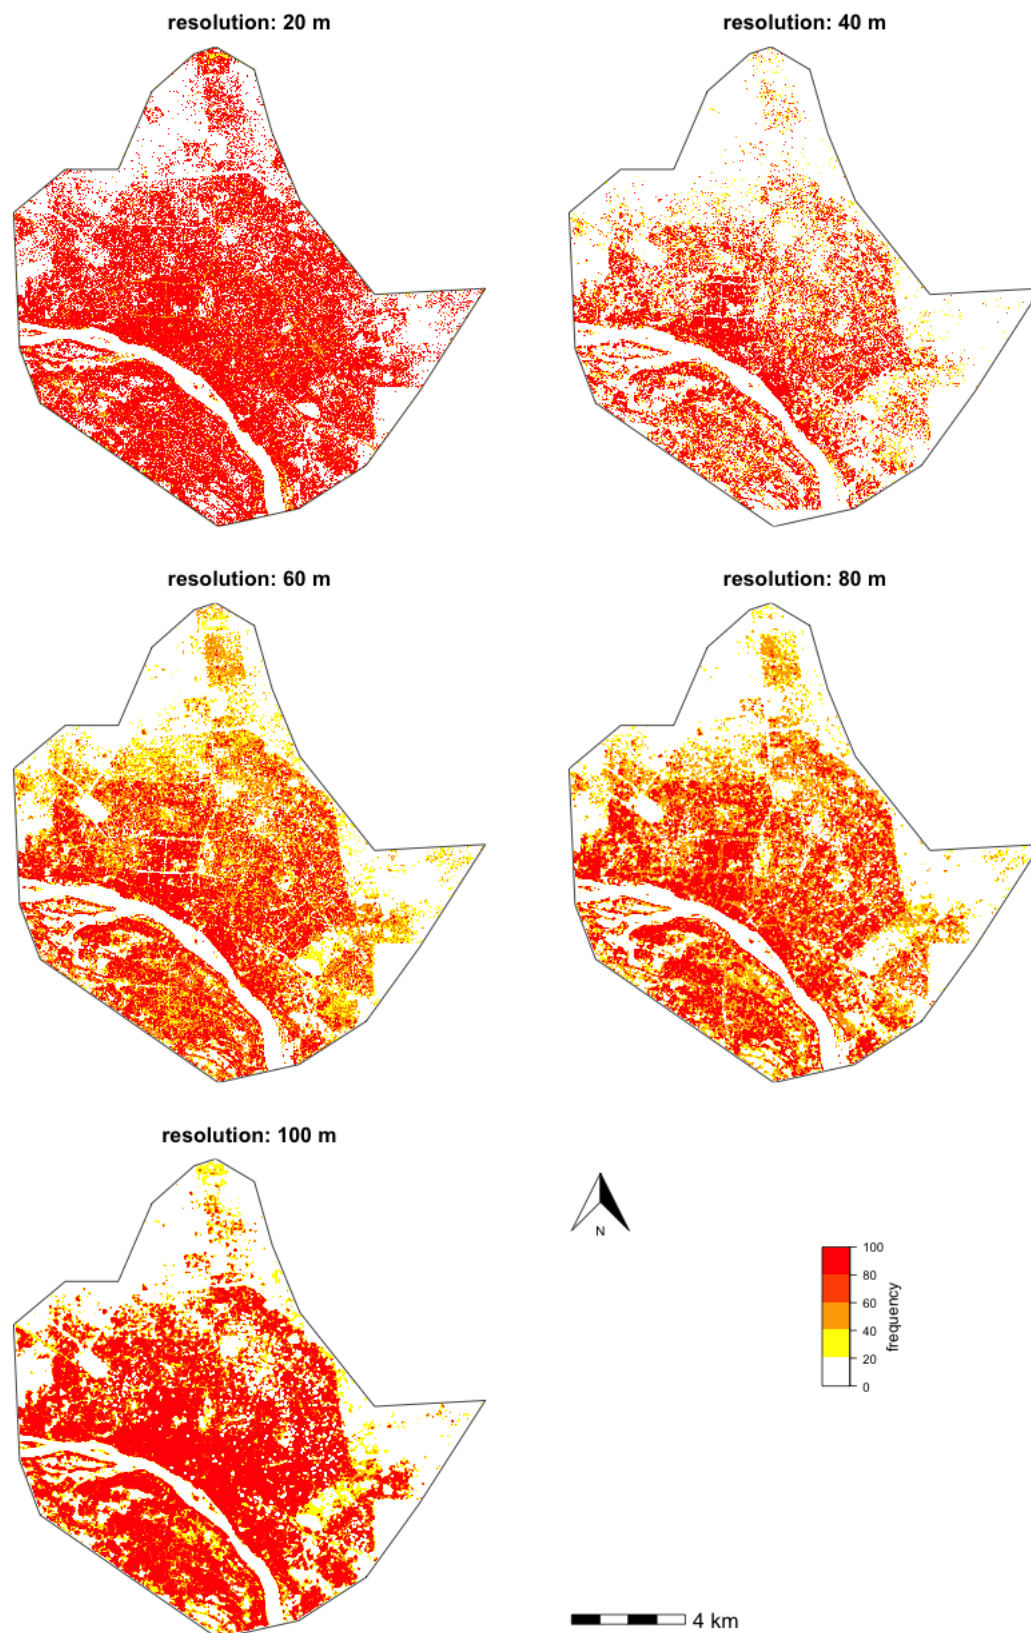 resolution: 20 m
resolution: 40 m
resolution: 60 m
resolution: 80 m
resolution: 100 m
N
100
80
60
40
20
0
frequency
4 km